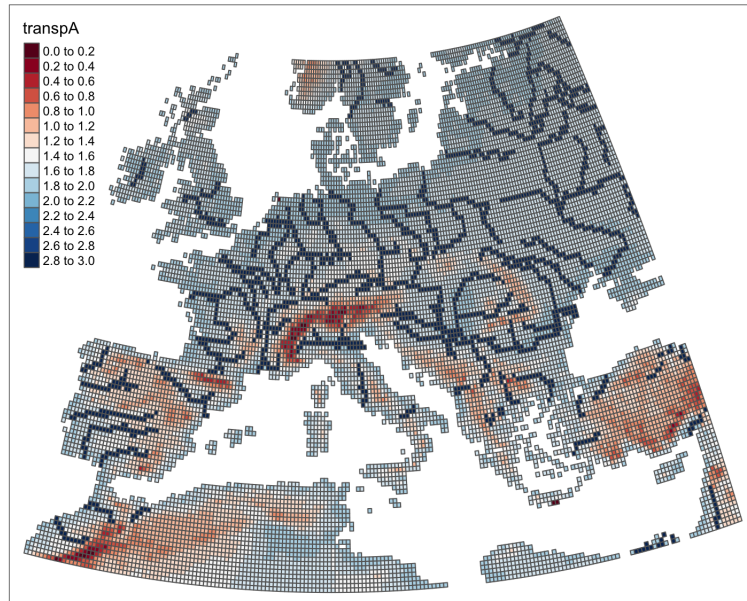 transpA
0.0 to 0.2
0.2 to 0.4
0.4 to 0.6
0.6 to 0.8
0.8 to 1.0
1.0 to 1.2
1.2 to 1.4
1.4 to 1.6
1.6 to 1.8
1.8 to 2.0
2.0 to 2.2
2.2 to 2.4
2.4 to 2.6
2.6 to 2.8
2.8 to 3.0